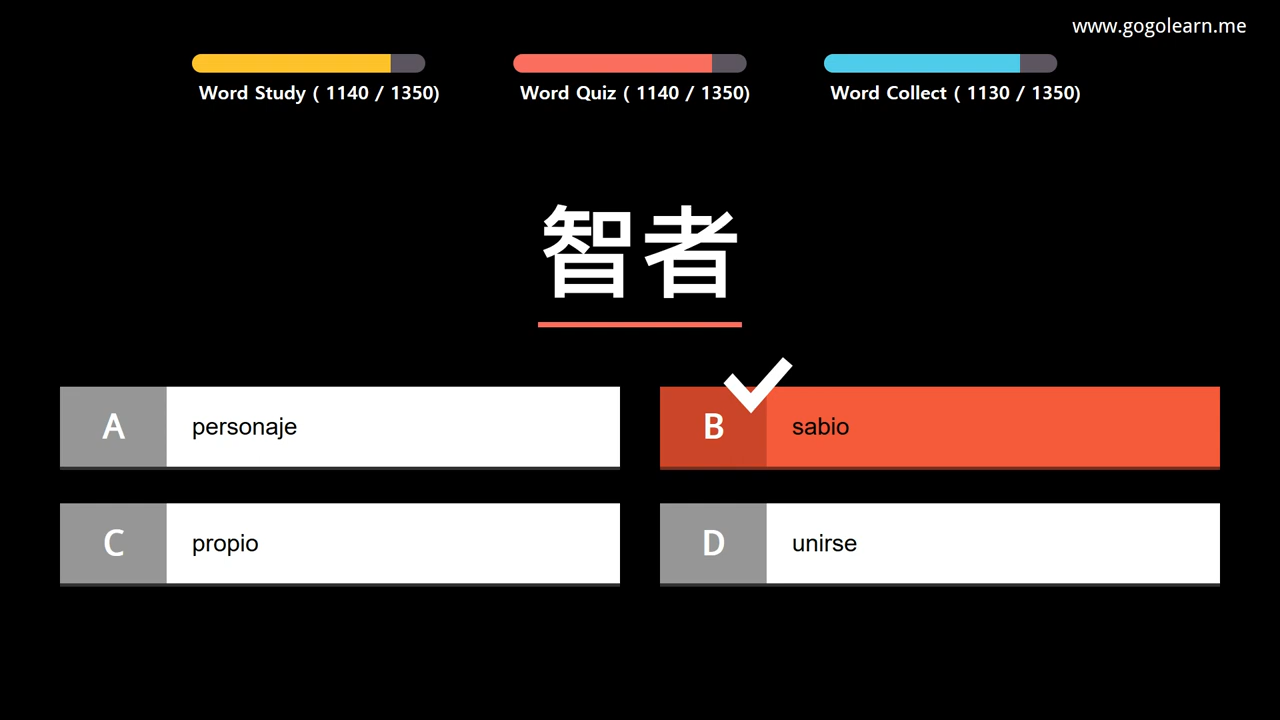 www.gogolearn.me
Word Study ( 1140 / 1350)
Word Quiz ( 1140 / 1350)
Word Collect ( 1130 / 1350)
智者
A personaje
B sabio
C propio
D unirse